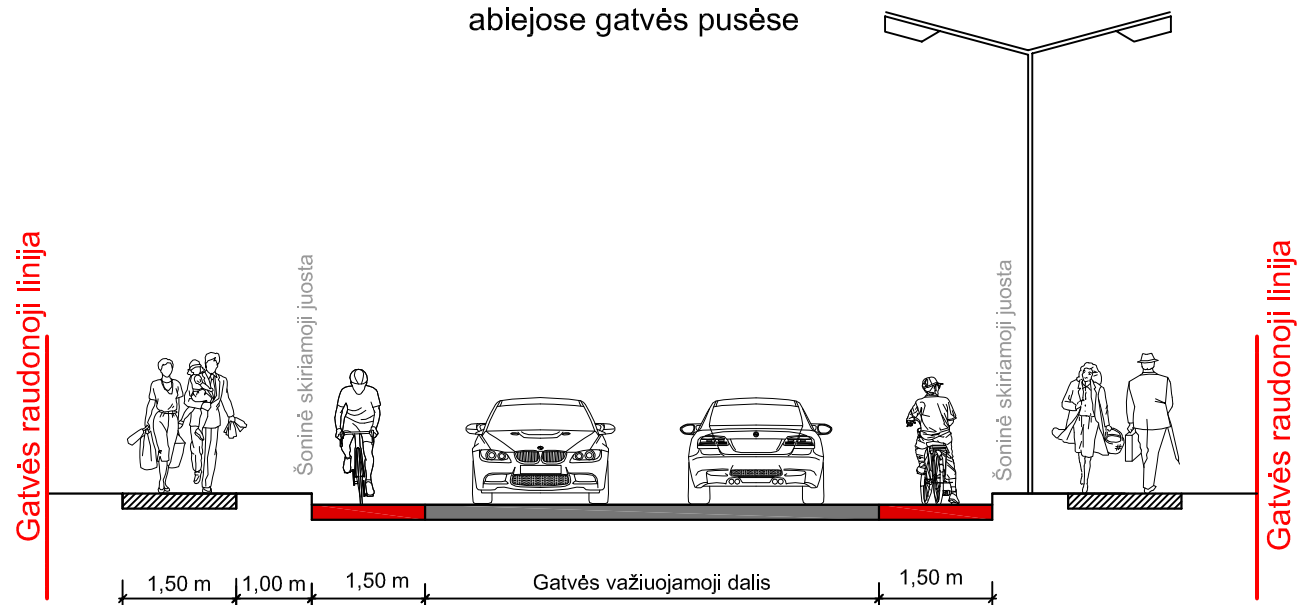 abiejose gatvės pusėse
Gatvės raudonoji linija
Šoninė skiriamoji juosta
Šoninė skiriamoji juosta
Gatvės raudonoji linija
1,50 m
1,00 m
1,50 m
Gatvės važiuojamoji dalis
1,50 m